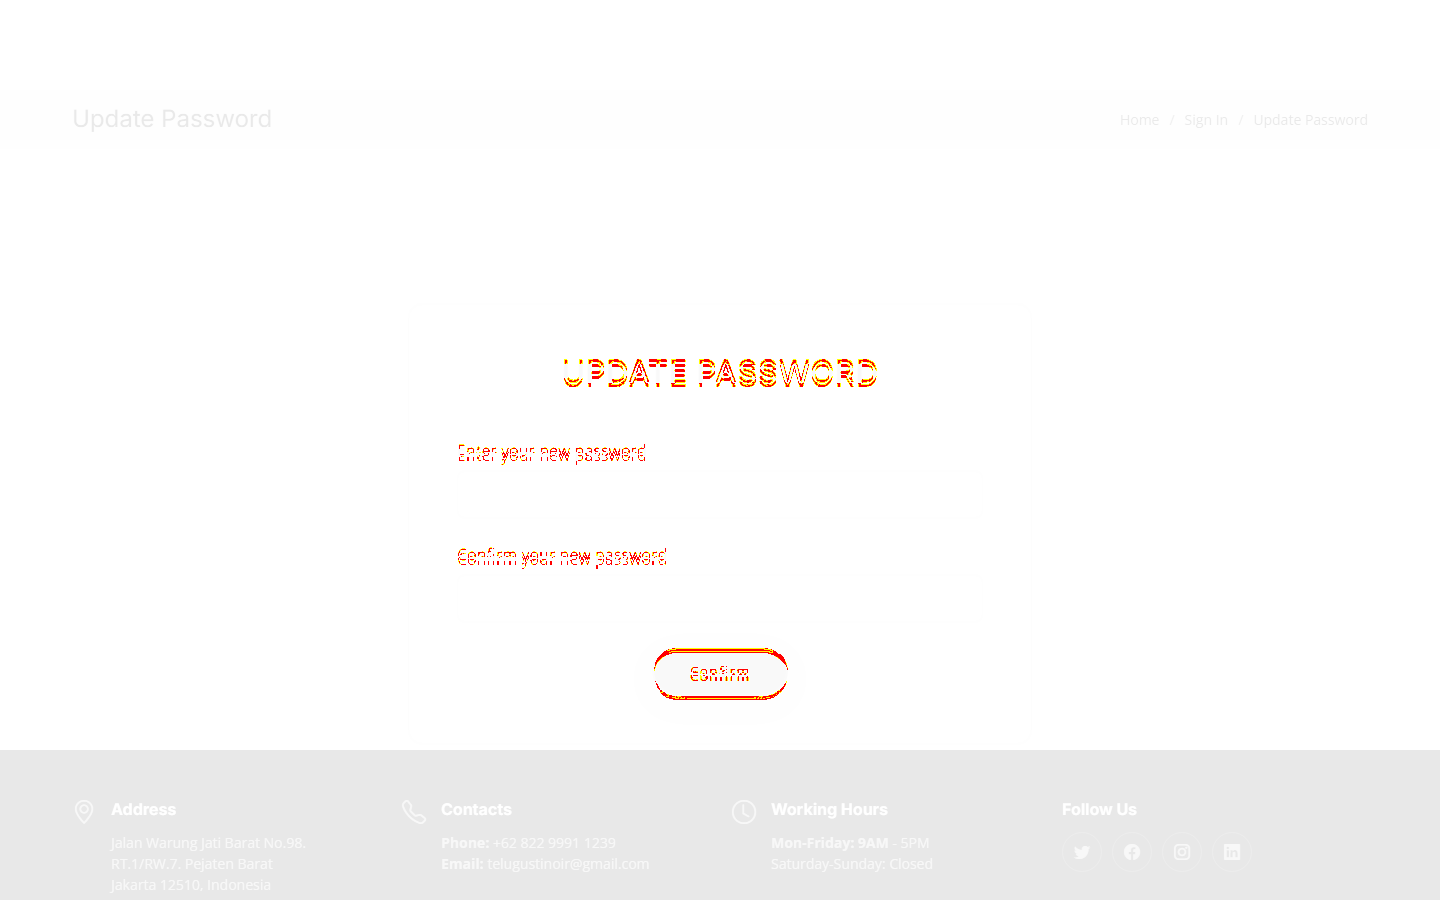 Update Password
Home / Sign In / Update Password
UPDATE PASSWORD
Enter your new password
Confirm your new password
Confirm
Address
Jalan Warung Jati Barat No.98.
RT.1/RW.7. Pejaten Barat
Jakarta 12510, Indonesia
Contacts
Phone: +62 822 9991 1239
Email: telugustinoir@gmail.com
Working Hours
Mon-Friday: 9AM - 5PM
Saturday-Sunday: Closed
Follow Us